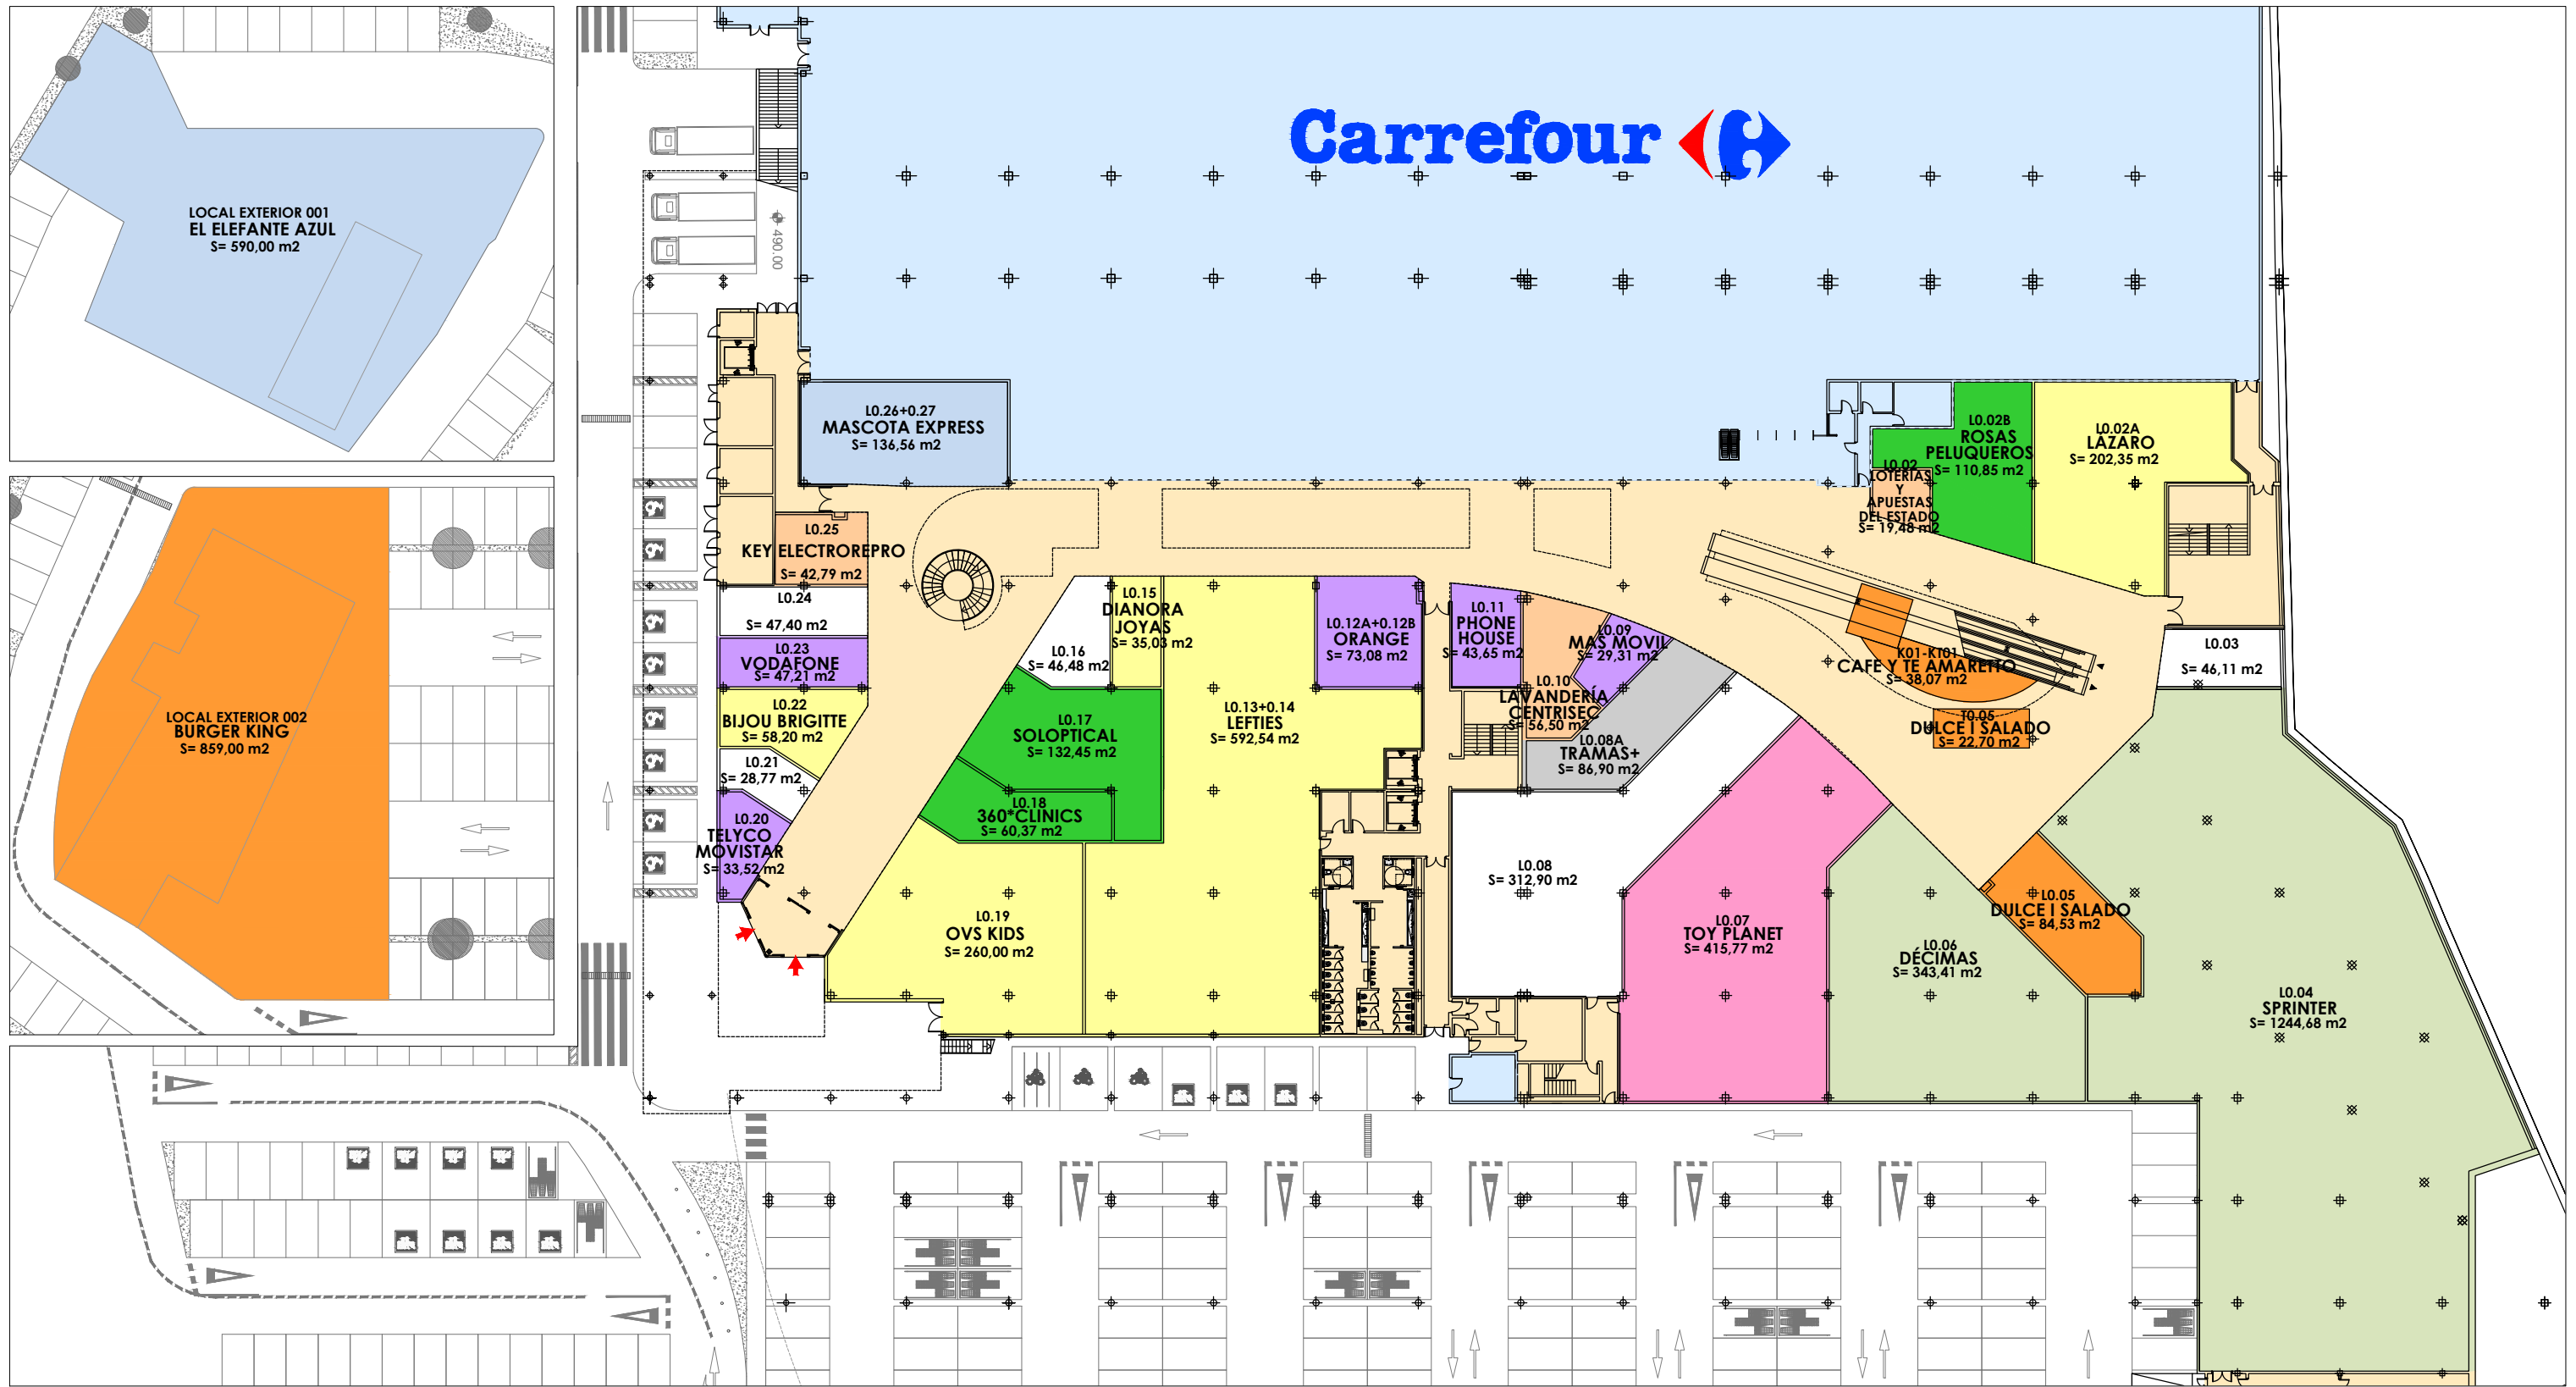 Carrefour
LOCAL EXTERIOR 001
EL ELEFANTE AZUL
S= 590,00 m2
LOCAL EXTERIOR 002
BURGER KING
S= 859,00 m2
490.00
L0.26+0.27
MASCOTA EXPRESS
S= 136,56 m2
L0.25
KEY ELECTROREPRO
S= 42,79 m2
L0.24
S= 47,40 m2
L0.23
VODAFONE
S= 47,21 m2
L0.22
BIJOU BRIGITTE
S= 58,20 m2
L0.21
S= 28,77 m2
L0.20
TELYCO
MOVISTAR
S= 33,52 m2
L0.15
DIANORA
JOYAS
S= 35,03 m2
L0.16
S= 46,48 m2
L0.17
SOLOPTICAL
S= 132,45 m2
L0.18
360*CLINICS
S= 60,37 m2
L0.19
OVS KIDS
S= 260,00 m2
L0.13+0.14
LEFTIES
S= 592,54 m2
L0.12A+0.12B
ORANGE
S= 73,08 m2
L0.11
PHONE
HOUSE
S= 43,65 m2
L0.09
MAS MOVIL
S= 29,31 m2
L0.10
LAVANDERÍA
CENTRISEC
S= 56,50 m2
L0.08A
TRAMAS+
S= 86,90 m2
L0.08
S= 312,90 m2
L0.07
TOY PLANET
S= 415,77 m2
L0.06
DÉCIMAS
S= 343,41 m2
L0.05
DULCE I SALADO
S= 84,53 m2
L0.04
SPRINTER
S= 1244,68 m2
L0.03
S= 46,11 m2
L0.02A
LÁZARO
S= 202,35 m2
L0.02B
ROSAS
PELUQUEROS
S= 110,85 m2
L0.02
LOTERIAS
Y
APUESTAS
DEL ESTADO
S= 19,48 m2
K01-KT01
CAFE Y TE AMARETTO
S= 38,07 m2
T0.05
DULCE I SALADO
S= 22,70 m2